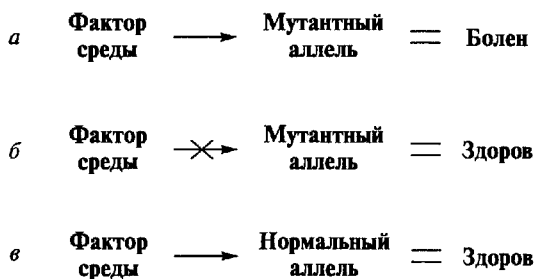 а Фактор среды → Мутантный аллель = Болен
б Фактор среды → Мутантный аллель = Здоров
в Фактор среды → Нормальный аллель = Здоров